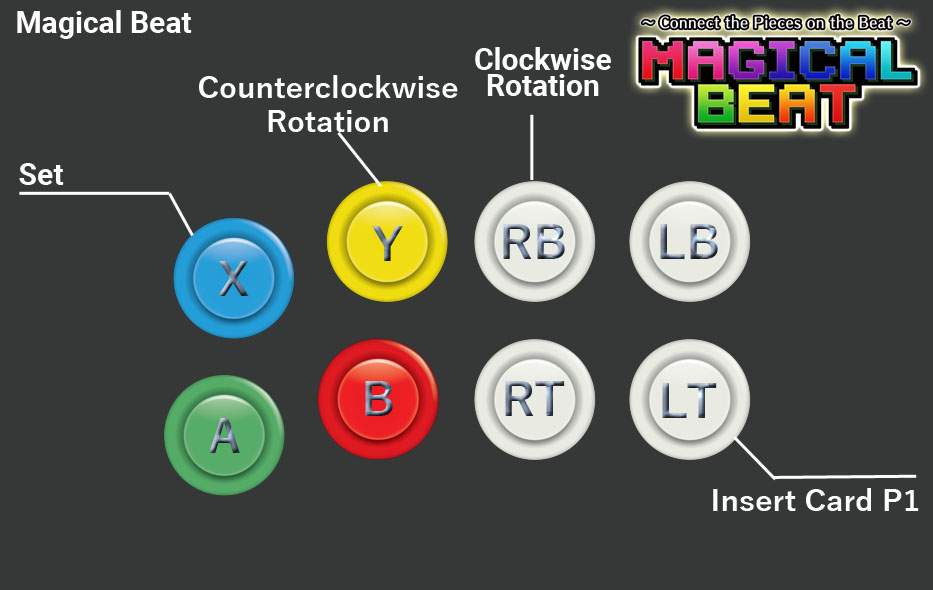 Magical Beat
~ Connect the Pieces on the Beat ~
MAGICAL
BEAT
Clockwise
Rotation
Counterclockwise
Rotation
Set
X
Y
RB
LB
A
B
RT
LT
Insert Card P1